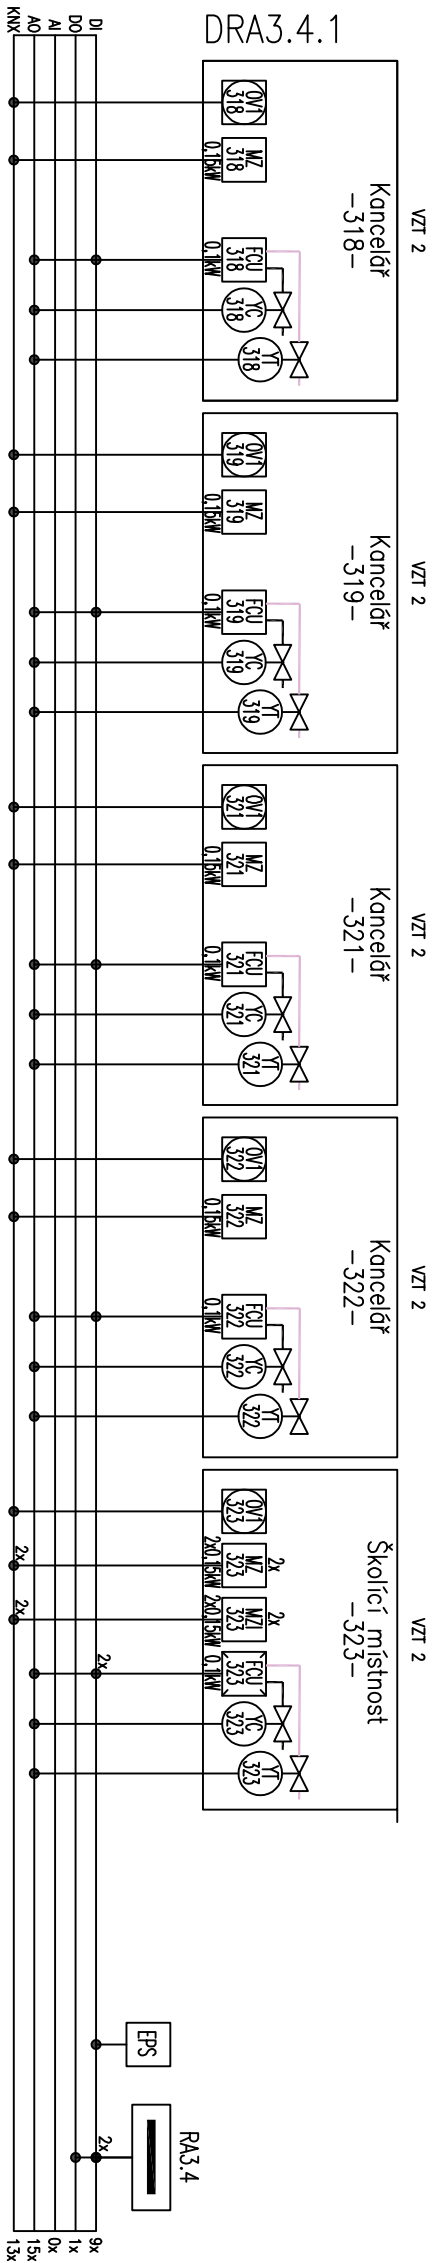 DRA3.4.1
DI
DO
AI
AO
KNX
VZT 2
Kancelář
-318-
OV1
318
MZ
318
0,15kW
FCU
318
0,1kW
YC
318
YT
318
VZT 2
Kancelář
-319-
OV1
319
MZ
319
0,15kW
FCU
319
0,1kW
YC
319
YT
319
VZT 2
Kancelář
-321-
OV1
321
MZ
321
0,15kW
FCU
321
0,1kW
YC
321
YT
321
VZT 2
Kancelář
-322-
OV1
322
MZ
322
0,15kW
FCU
322
0,1kW
YC
322
YT
322
VZT 2
Školící místnost
-323-
OV1
323
2x
MZ
323
2x0,15kW
2x
2x
MZI
323
2x0,15kW
2x
FCU
323
0,1kW
2x
YC
323
YT
323
EPS
RA3.4
2x
9x
1x
0x
15x
13x